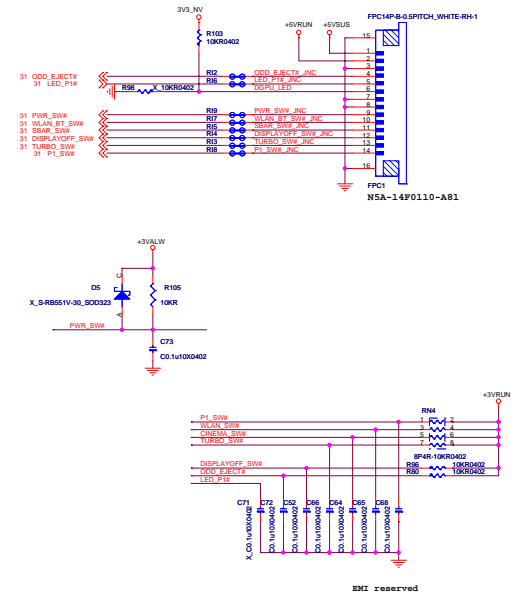 FPC14P-B-0.5PITCH_WHITE-RH-1
3V3_NV
+5VRUN +5VSUS
R103
10KR0402
15
1
2
3
31 ODD_EJECT# RI2 ODD_EJECT#_JNC 4
31 LED_P1# RI6 LED_P1#_JNC 5
R98 X_10KR0402 DGPU_LED 6
7
8
31 PWR_SW# RI9 PWR_SW#_JNC 9
31 WLAN_BT_SW# RI7 WLAN_BT_SW#_JNC 10
31 SBAR_SW# RI5 SBAR_SW#_JNC 11
31 DISPLAYOFF_SW# RI4 DISPLAYOFF_SW#_JNC 12
31 TURBO_SW# RI3 TURBO_SW#_JNC 13
31 P1_SW# RI8 P1_SW#_JNC 14
16
FPC1
N5A-14F0110-A81
+3VALW
C
D5 R105
X_S-RB551V-30_SOD323 10KR
A
PWR_SW#
C73
C0.1u10X0402
+3VRUN
RN4
P1_SW# 1 2
WLAN_SW# 3 4
CINEMA_SW# 5 6
TURBO_SW# 7 8
8P4R-10KR0402
DISPLAYOFF_SW# R96 10KR0402
ODD_EJECT# R80 10KR0402
LED_P1#
C71 C72 C52 C66 C64 C65 C68
X_C0.1u10X0402 C0.1u10X0402 C0.1u10X0402 C0.1u10X0402 C0.1u10X0402 C0.1u10X0402 C0.1u10X0402
EMI reserved